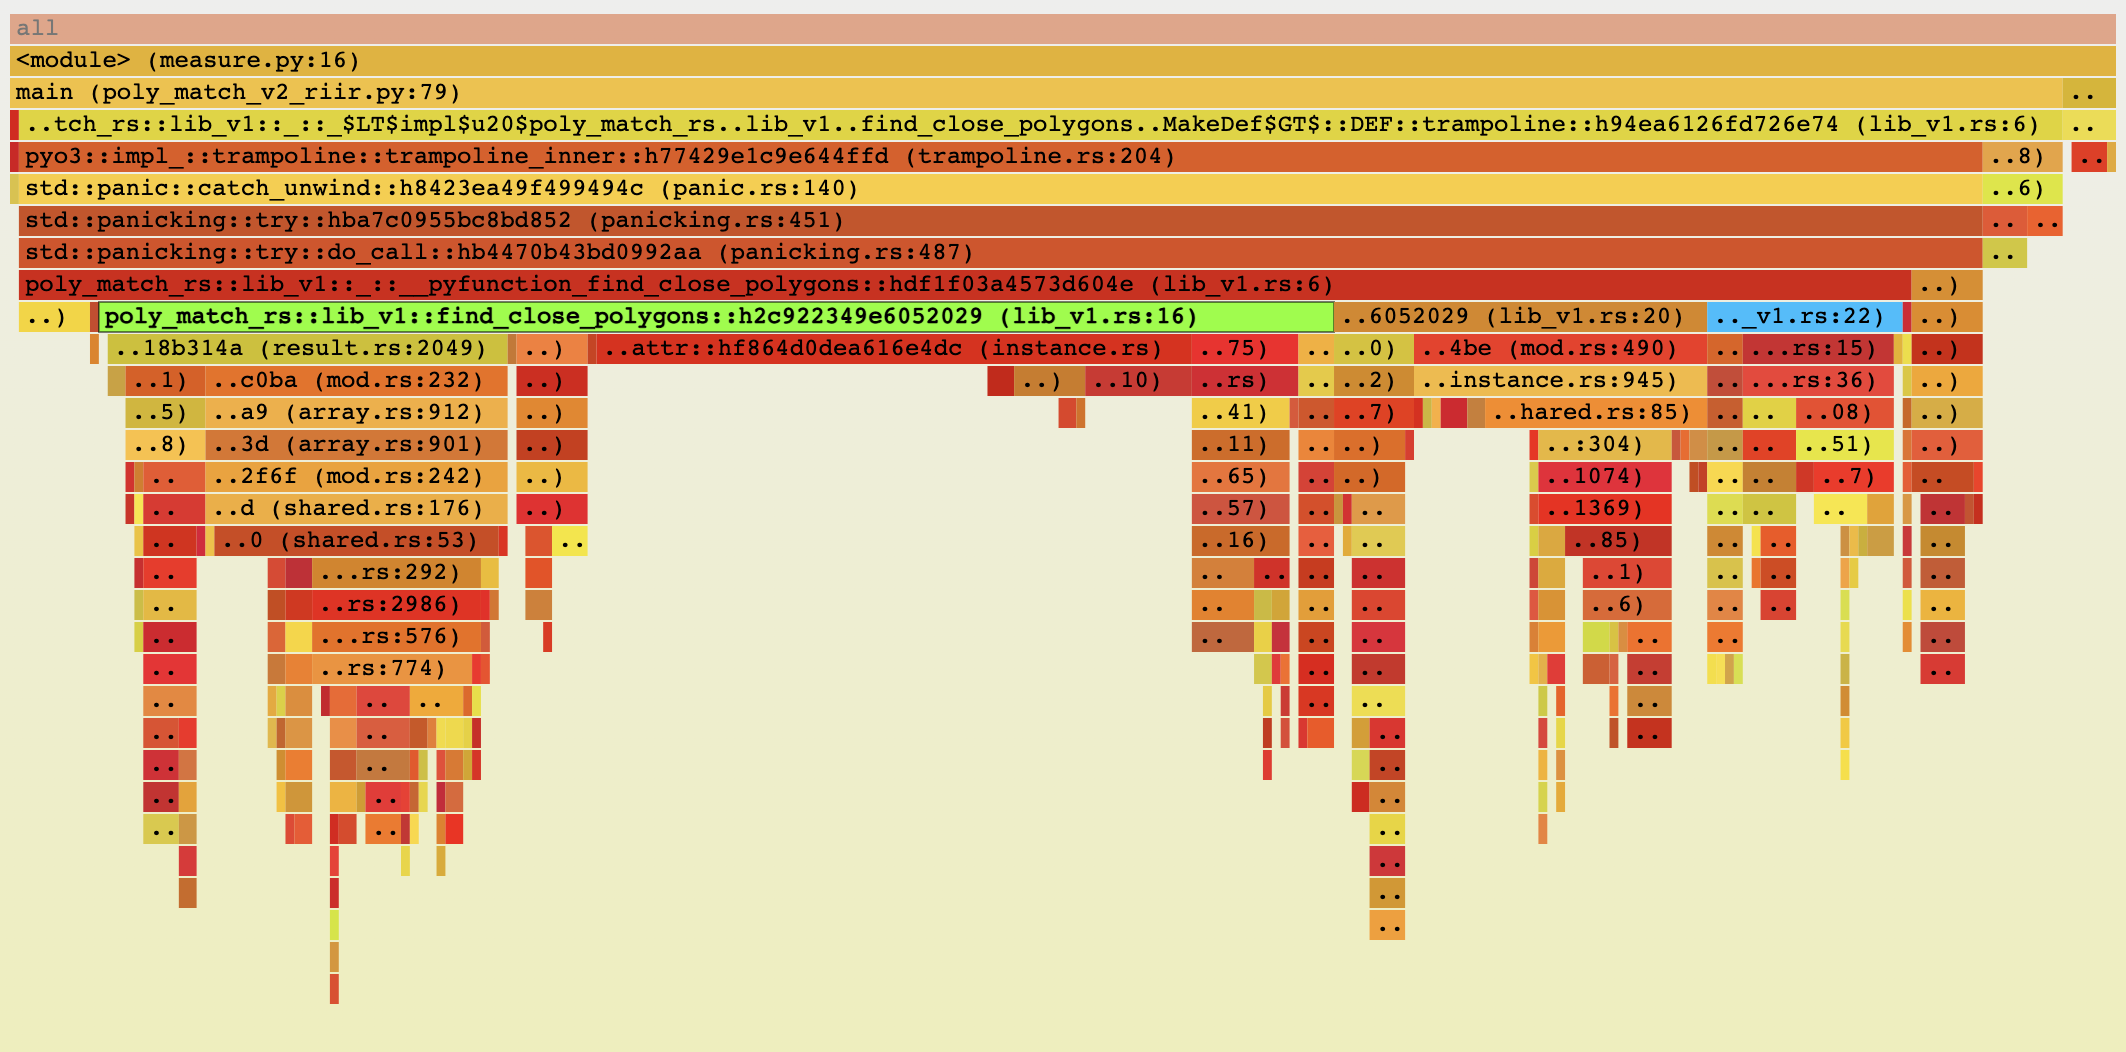 all
<module> (measure.py:16)
main (poly_match_v2_riir.py:79) ..
..tch_rs::lib_v1::_::_$LT$impl$u20$poly_match_rs..lib_v1..find_close_polygons..MakeDef$GT$::DEF::trampoline::h94ea6126fd726e74 (lib_v1.rs:6) ..
pyo3::impl_::trampoline::trampoline_inner::h77429e1c9e644ffd (trampoline.rs:204) ..8) ..
std::panic::catch_unwind::h8423ea49f499494c (panic.rs:140) ..6)
std::panicking::try::hba7c0955bc8bd852 (panicking.rs:451) .. ..
std::panicking::try::do_call::hb4470b43bd0992aa (panicking.rs:487) ..
poly_match_rs::lib_v1::_::__pyfunction_find_close_polygons::hdf1f03a4573d604e (lib_v1.rs:6) ..)
..) poly_match_rs::lib_v1::find_close_polygons::h2c922349e6052029 (lib_v1.rs:16) ..6052029 (lib_v1.rs:20) .._v1.rs:22) ..)
..18b314a (result.rs:2049) ..) ..attr::hf864d0dea616e4dc (instance.rs) ..75) .. ..0) ..4be (mod.rs:490) .. ...rs:15) ..)
..1) ..c0ba (mod.rs:232) ..) ..) ..10) ..rs) .. ..2) ..instance.rs:945) .. ...rs:36) ..)
..5) ..a9 (array.rs:912) ..) ..41) .. ..7) ..hared.rs:85) .. .. ..08) ..)
..8) ..3d (array.rs:901) ..) ..11) .. ..) ..:304) .. .. ..51) ..)
.. ..2f6f (mod.rs:242) ..) ..65) .. ..) ..1074) .. .. ..7) ..
.. ..d (shared.rs:176) ..) ..57) .. .. ..1369) .. .. .. ..
.. ..0 (shared.rs:53) .. ..16) .. .. ..85) .. .. ..
.. ...rs:292) .. .. .. .. ..1) .. .. ..
.. ..rs:2986) .. .. .. ..6) .. .. ..
.. ...rs:576) .. .. .. .. .. ..
.. ..rs:774) .. .. .. ..
.. .. .. .. .. ..
.. .. .. ..
.. .. ..
.. .. ..
.. .. ..
..
..
..